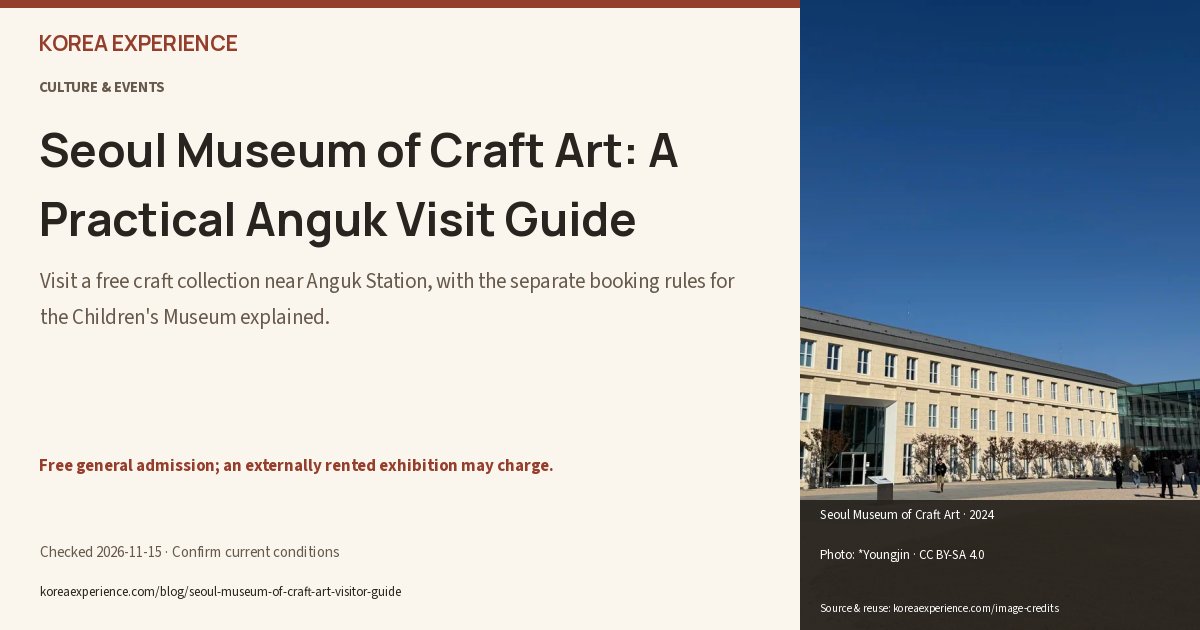 KOREA EXPERIENCE
CULTURE & EVENTS
Seoul Museum of Craft Art: A
Practical Anguk Visit Guide
Visit a free craft collection near Anguk Station, with the separate booking rules for
the Children's Museum explained.
Free general admission; an externally rented exhibition may charge.
Checked 2026-11-15 · Confirm current conditions
koreaexperience.com/blog/seoul-museum-of-craft-art-visitor-guide
Seoul Museum of Craft Art · 2024
Photo: *Youngjin · CC BY-SA 4.0
Source & reuse: koreaexperience.com/image-credits